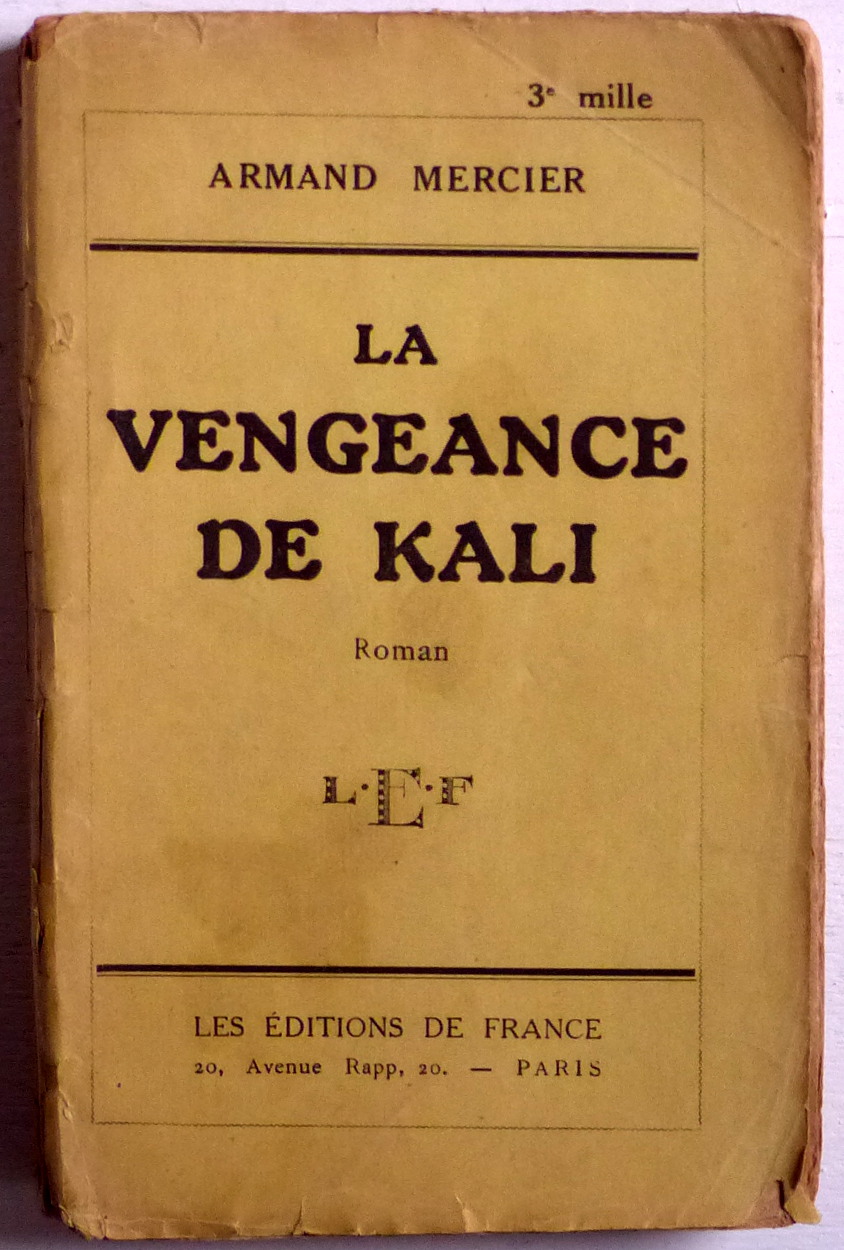 3e mille
ARMAND MERCIER
LA
VENGEANCE
DE KALI
Roman
L·E·F
LES ÉDITIONS DE FRANCE
20, Avenue Rapp, 20. — PARIS